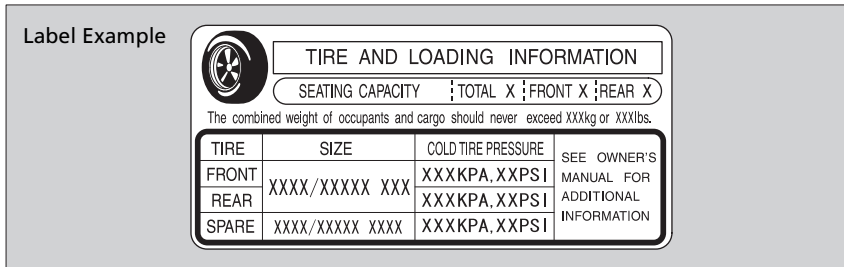 Label Example
TIRE AND LOADING INFORMATION
SEATING CAPACITY TOTAL X FRONT X REAR X
The combined weight of occupants and cargo should never exceed XXXkg or XXXlbs.
TIRE SIZE COLD TIRE PRESSURE SEE OWNER'S MANUAL FOR ADDITIONAL INFORMATION
FRONT XXXX/XXXXX XXX XXXKPA,XXPSI
REAR XXXKPA,XXPSI
SPARE XXXX/XXXXX XXXX XXXKPA,XXPSI